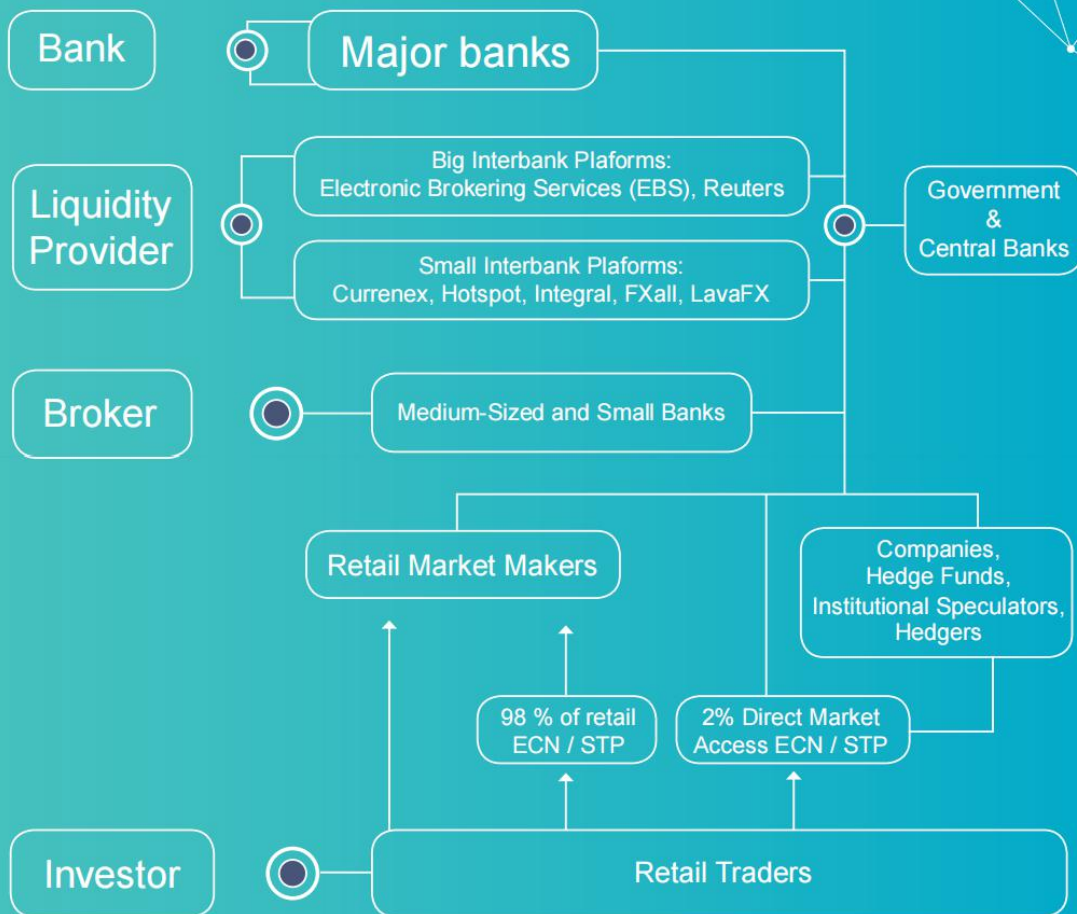 Bank
Major banks
Liquidity
Provider
Big Interbank Plaforms:
Electronic Brokering Services (EBS), Reuters
Small Interbank Plaforms:
Currenex, Hotspot, Integral, FXall, LavaFX
Government
&
Central Banks
Broker
Medium-Sized and Small Banks
Retail Market Makers
Companies,
Hedge Funds,
Institutional Speculators,
Hedgers
98 % of retail
ECN / STP
2% Direct Market
Access ECN / STP
Investor
Retail Traders